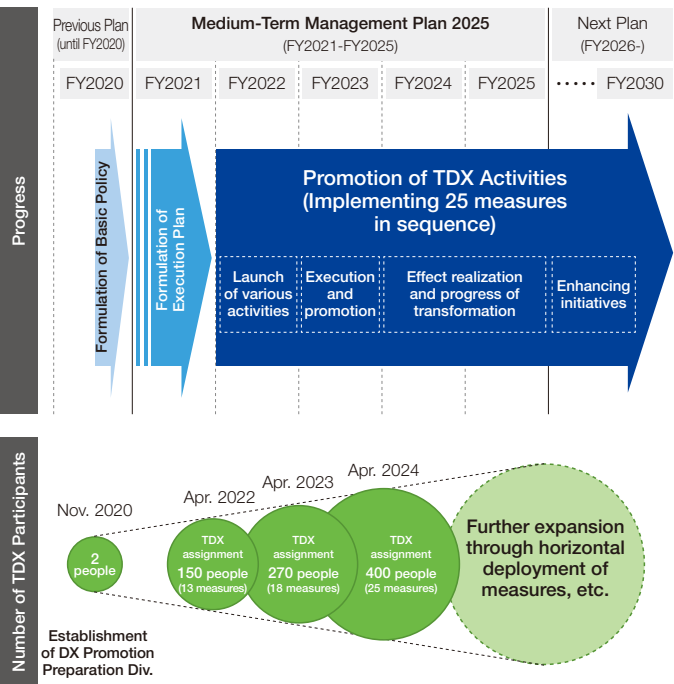 Previous Plan
(until FY2020)
Medium-Term Management Plan 2025
(FY2021-FY2025)
Next Plan
(FY2026-)
FY2020
FY2021
FY2022
FY2023
FY2024
FY2025
•••••
FY2030
Progress
Formulation of Basic Policy
Formulation of
Execution Plan
Promotion of TDX Activities
(Implementing 25 measures
in sequence)
Launch
of various
activities
Execution
and
promotion
Effect realization
and progress of
transformation
Enhancing
initiatives
Number of TDX Participants
Nov. 2020
2
people
Establishment
of DX Promotion
Preparation Div.
Apr. 2022
TDX
assignment
150 people
(13 measures)
Apr. 2023
TDX
assignment
270 people
(18 measures)
Apr. 2024
TDX
assignment
400 people
(25 measures)
Further expansion
through horizontal
deployment of
measures, etc.